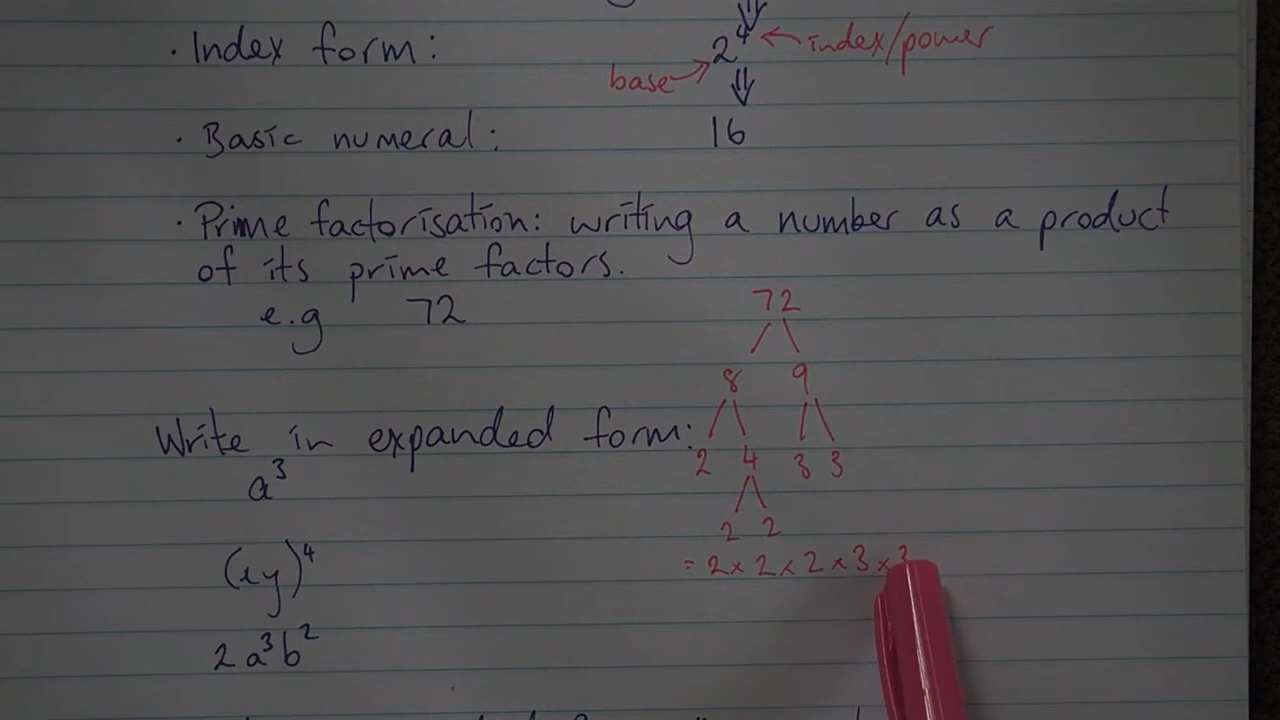 · Index form: 2⁴ ← index/power
base →
· Basic numeral: 16
· Prime factorisation: writing a number as a product
of its prime factors.
e.g 72
72
8 9
Write in expanded form:
2 4 3 3
a³
2 2
(xy)⁴
= 2 × 2 × 2 × 3 × 3
2a³b²